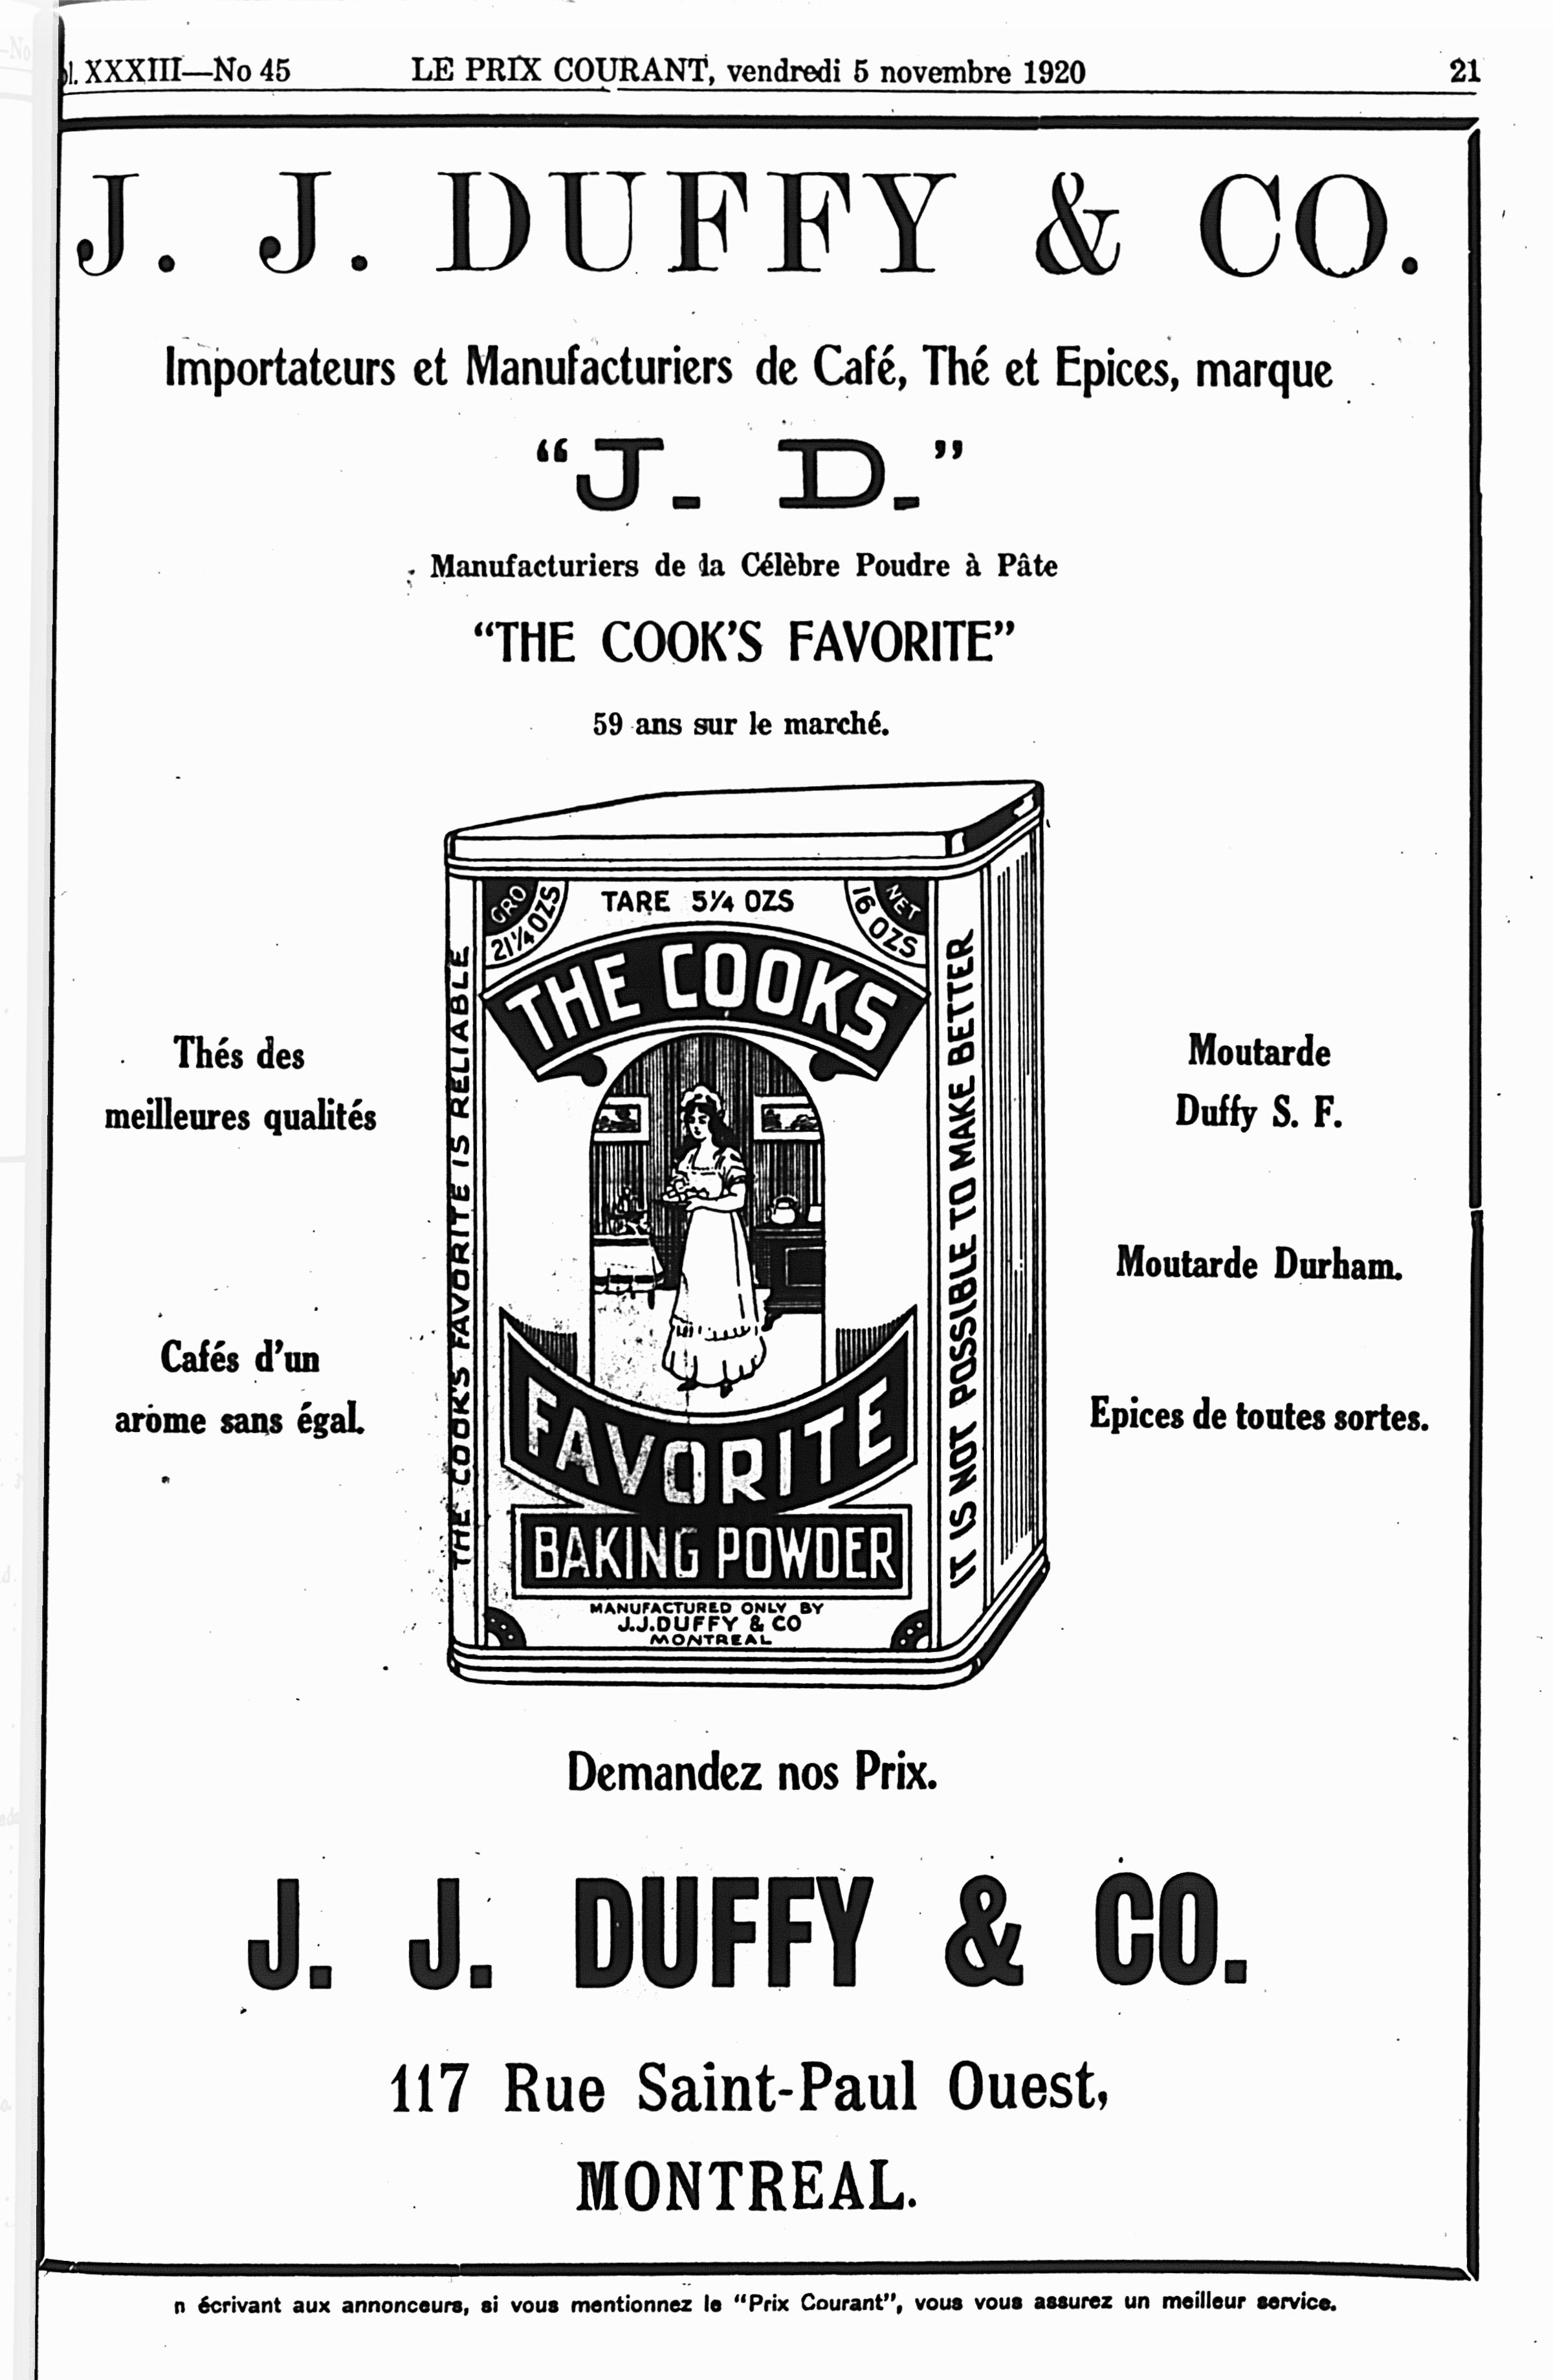 l. XXXIII—No 45 LE PRIX COURANT, vendredi 5 novembre 1920 21
J. J. DUFFY & CO.
Importateurs et Manufacturiers de Café, Thé et Epices, marque
“J. D.”
Manufacturiers de la Célèbre Poudre à Pâte
“THE COOK’S FAVORITE”
59 ans sur le marché.
GRO
21¼ OZS
TARE 5¼ OZS
NET
16 OZS
THE COOKS
FAVORITE
BAKING POWDER
MANUFACTURED ONLY BY
J.J.DUFFY & CO
MONTREAL
THE COOK'S FAVORITE IS RELIABLE
IT IS NOT POSSIBLE TO MAKE BETTER
Thés des
meilleures qualités
Cafés d’un
arome sans égal.
Moutarde
Duffy S. F.
Moutarde Durham.
Epices de toutes sortes.
Demandez nos Prix.
J. J. DUFFY & CO.
117 Rue Saint-Paul Ouest,
MONTREAL.
n écrivant aux annonceurs, si vous mentionnez le “Prix Courant”, vous vous assurez un meilleur service.